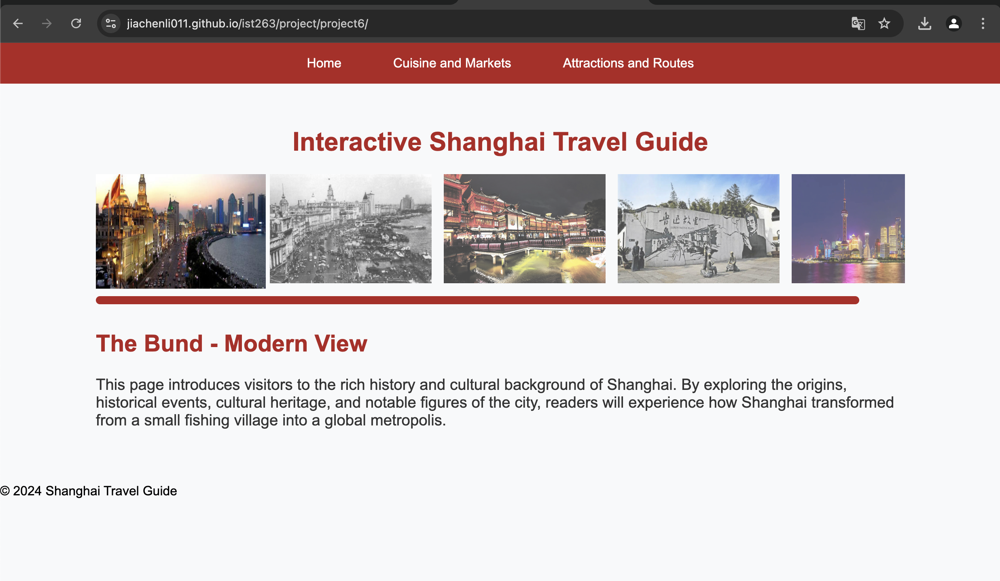 jiachenli011.github.io/ist263/project/project6/
Home
Cuisine and Markets
Attractions and Routes
Interactive Shanghai Travel Guide
鲁迅故里
LUXUN NATIVE PLACE
The Bund - Modern View
This page introduces visitors to the rich history and cultural background of Shanghai. By exploring the origins,
historical events, cultural heritage, and notable figures of the city, readers will experience how Shanghai transformed
from a small fishing village into a global metropolis.
© 2024 Shanghai Travel Guide